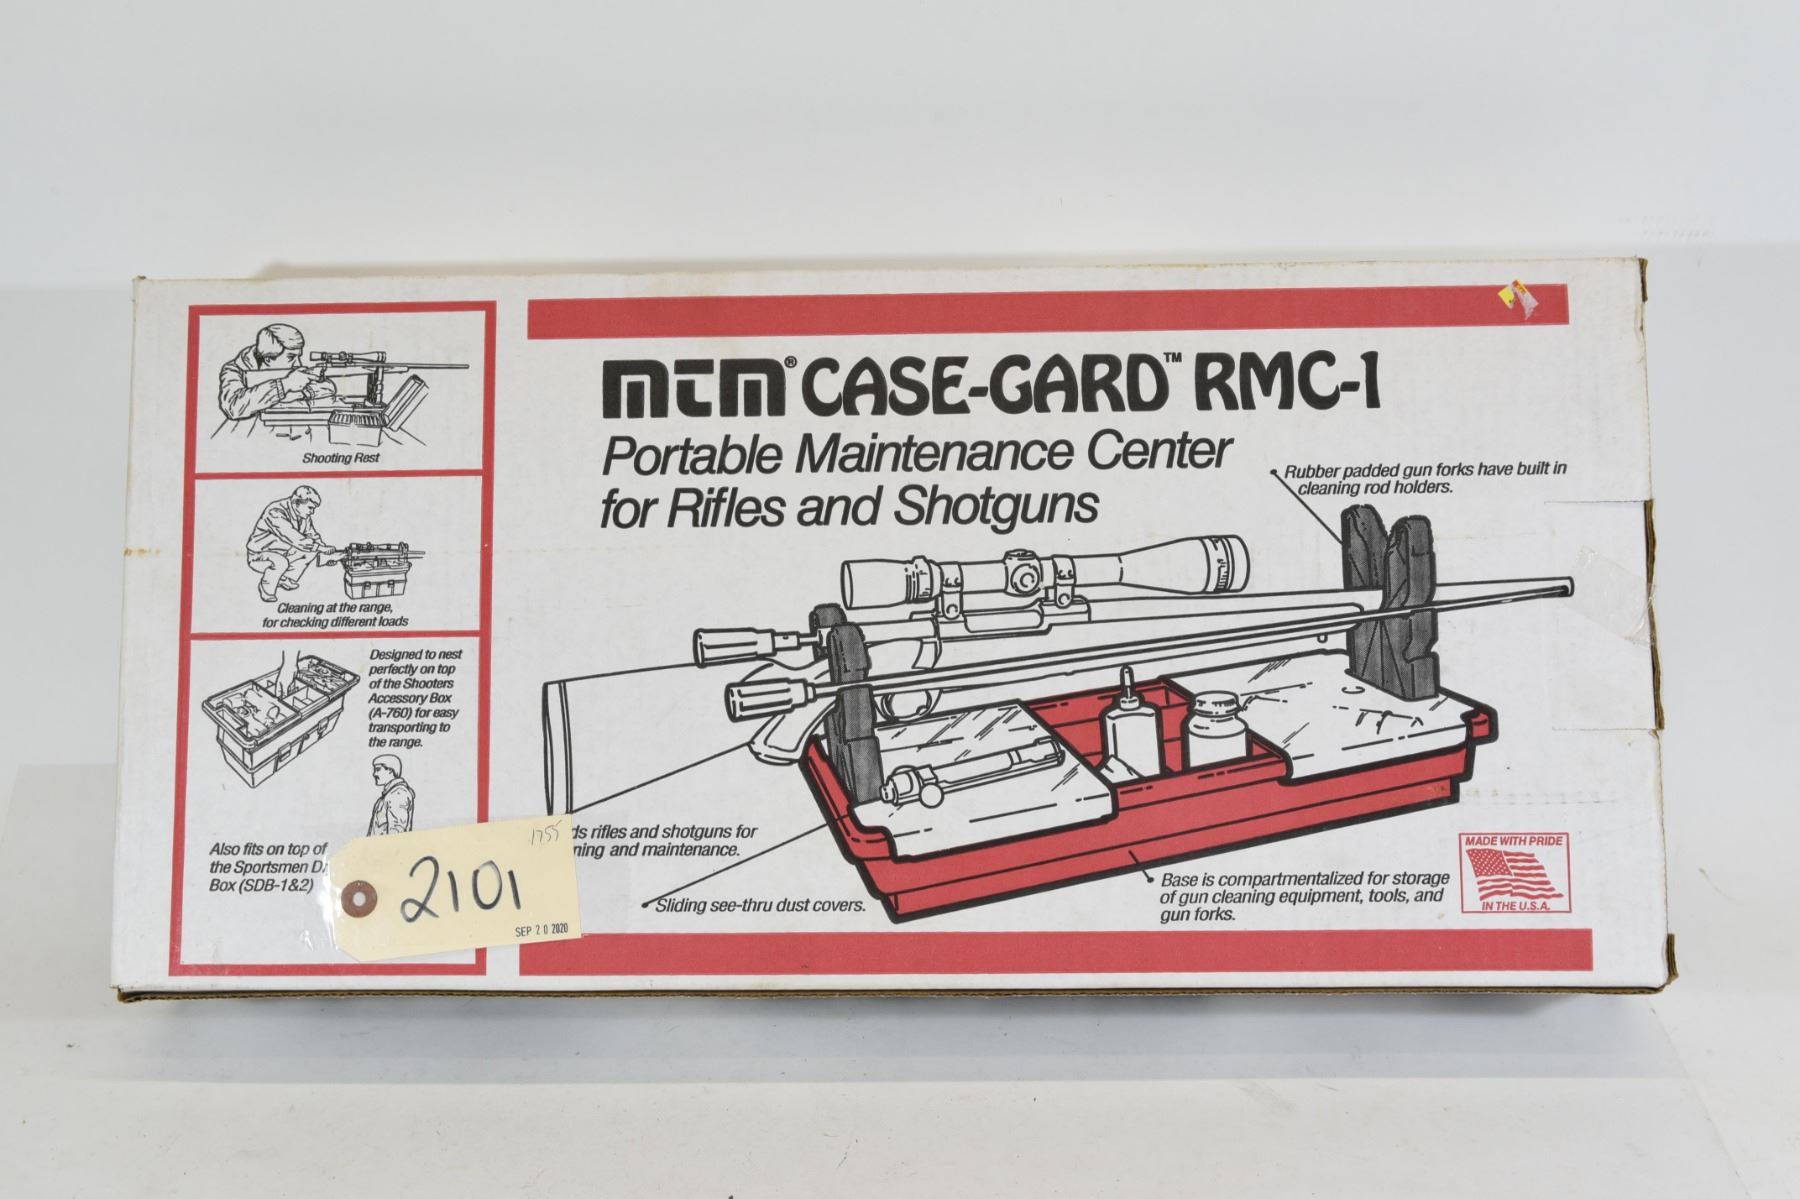 mtm® CASE-GARD™ RMC-1
Portable Maintenance Center
for Rifles and Shotguns
Rubber padded gun forks have built in
cleaning rod holders.
Shooting Rest
Cleaning at the range,
for checking different loads
Designed to nest
perfectly on top
of the Shooters
Accessory Box
(A-760) for easy
transporting to
the range.
Also fits on top of
the Sportsmen
Box (SDB-1&2)
1755
2101
SEP 20 2020
rifles and shotguns for
and maintenance.
Sliding see-thru dust covers.
Base is compartmentalized for storage
of gun cleaning equipment, tools, and
gun forks.
MADE WITH PRIDE
IN THE U.S.A.